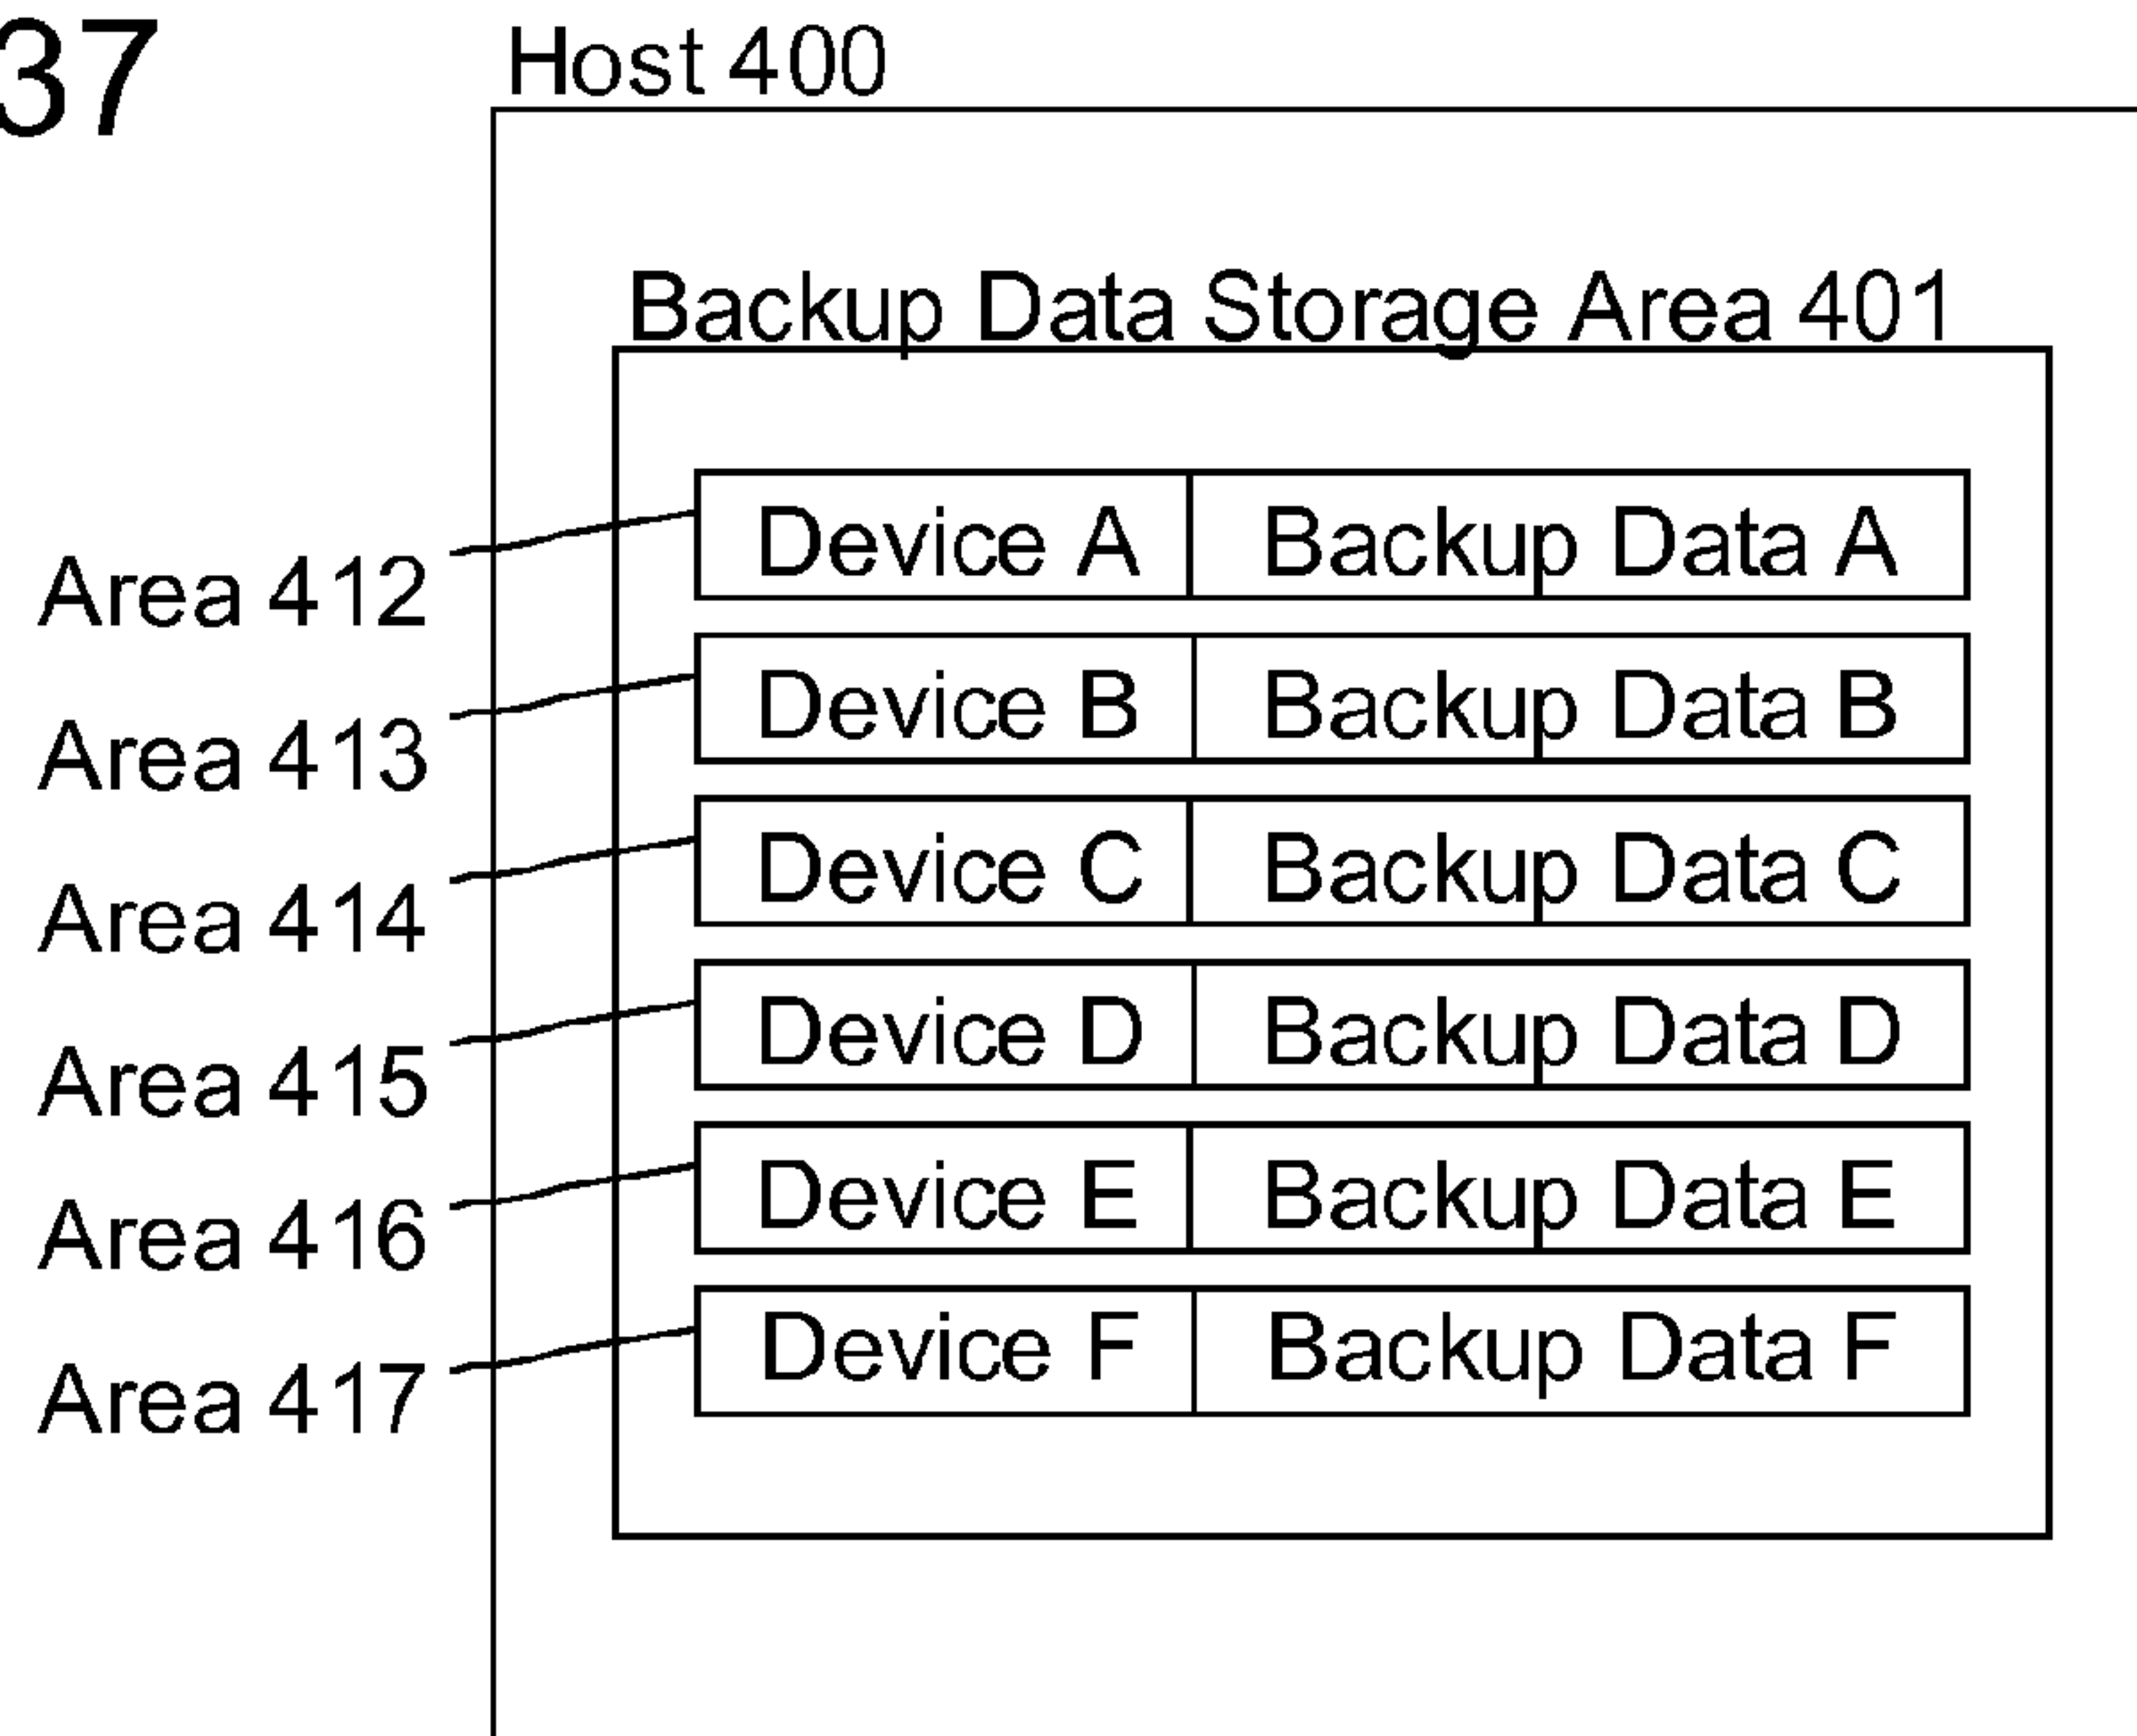 37
Host 400
Backup Data Storage Area 401
Area 412 Device A Backup Data A
Area 413 Device B Backup Data B
Area 414 Device C Backup Data C
Area 415 Device D Backup Data D
Area 416 Device E Backup Data E
Area 417 Device F Backup Data F